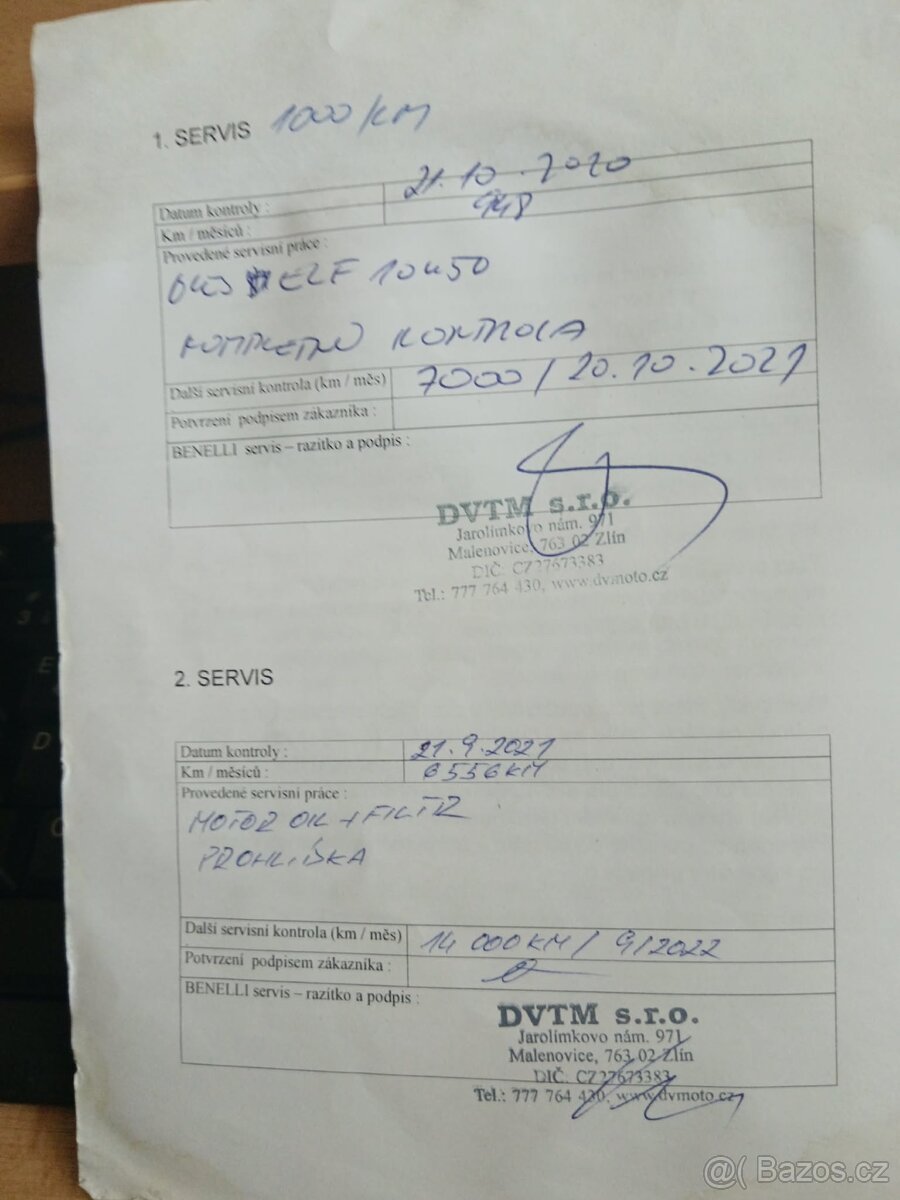 1. SERVIS 1000 KM
Datum kontroly : 21.10.2020
Km / měsíců : 948
Provedené servisní práce :
ELF 10W50
KOMPLETNÍ KONTROLA
Další servisní kontrola (km / měs) 7000 / 20.10.2021
Potvrzení podpisem zákazníka :
BENELLI servis – razítko a podpis :
DVTM s.r.o.
Jarolímkovo nám. 971
Malenovice, 763 02 Zlín
DIČ: CZ27673383
Tel.: 777 764 430, www.dvmoto.cz
2. SERVIS
Datum kontroly : 21.9.2021
Km / měsíců : 6556 KM
Provedené servisní práce :
MOTOR OIL + FILTR
PROHLÍŠKA
Další servisní kontrola (km / měs) 14 000 KM / 9/2022
Potvrzení podpisem zákazníka :
BENELLI servis – razítko a podpis :
DVTM s.r.o.
Jarolímkovo nám. 971
Malenovice, 763 02 Zlín
DIČ: CZ27673383
Tel.: 777 764 430, www.dvmoto.cz
@( Bazos.cz